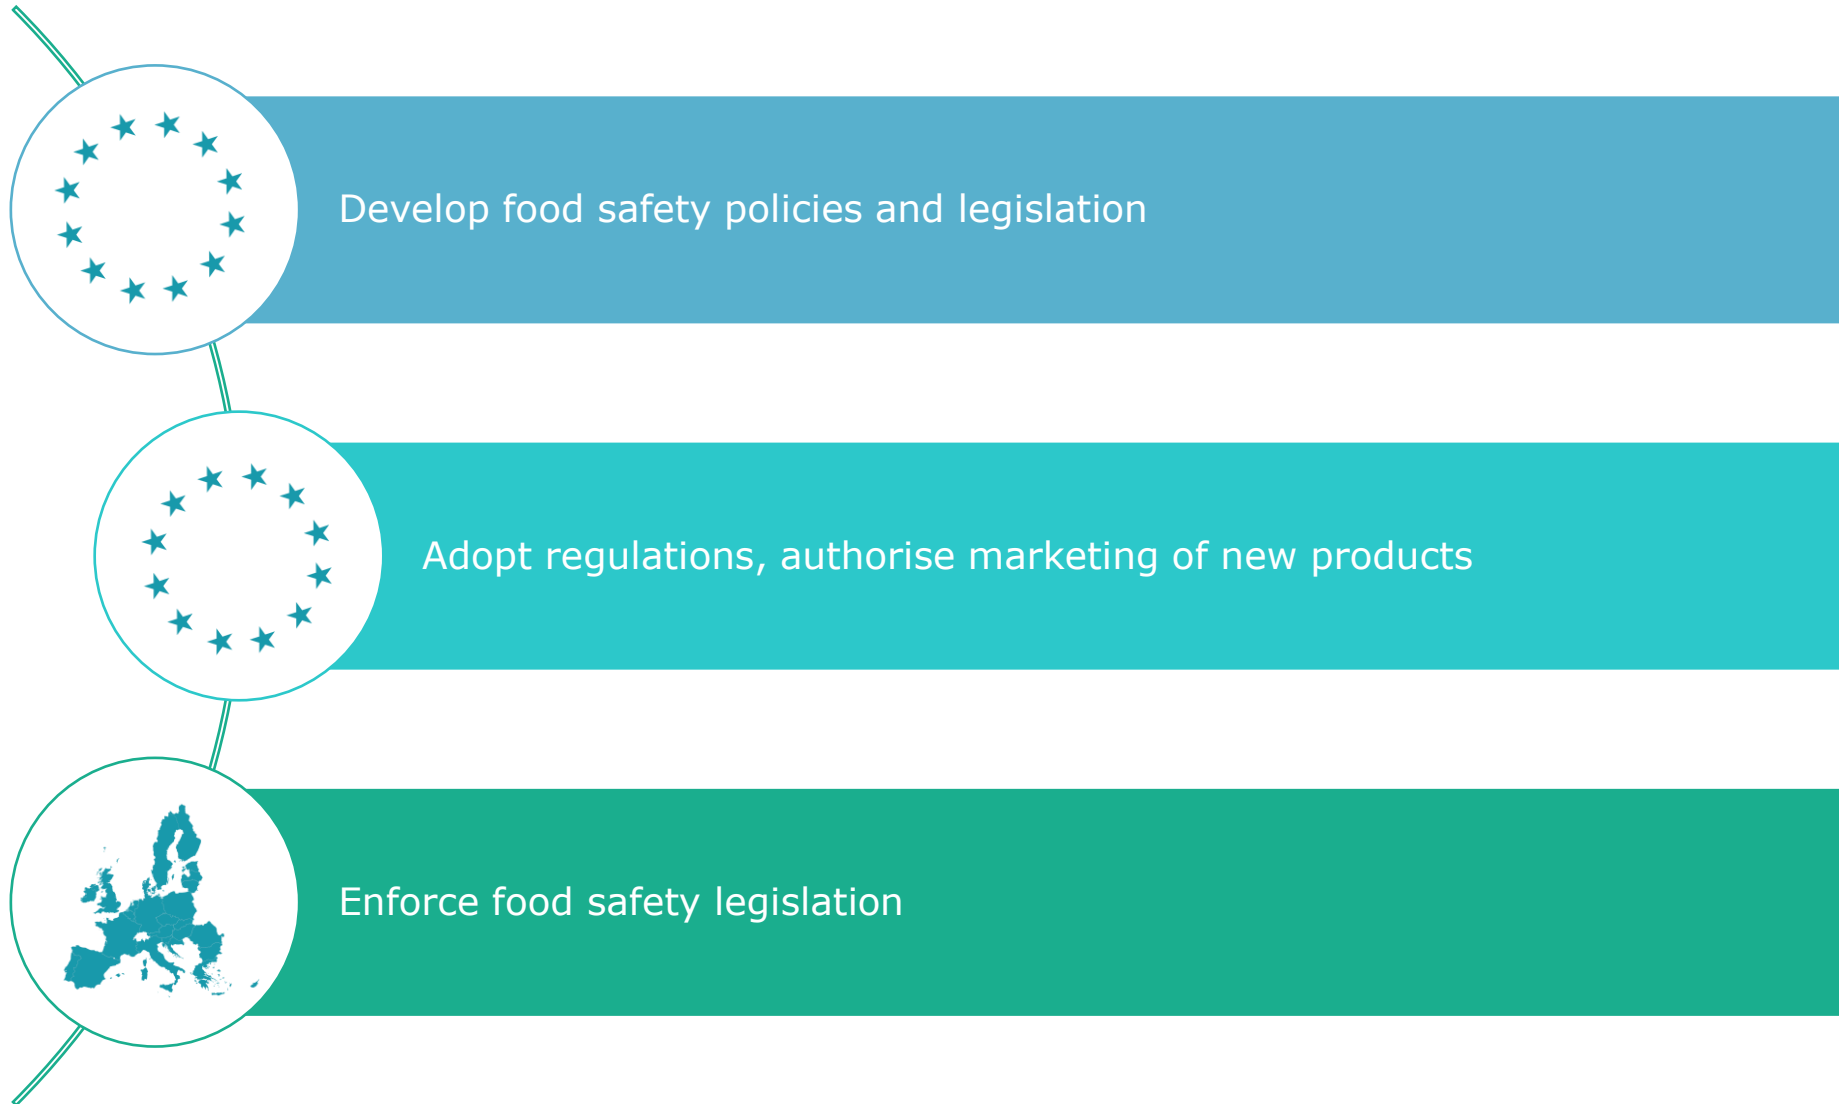 Develop food safety policies and legislation
Adopt regulations, authorise marketing of new products
Enforce food safety legislation